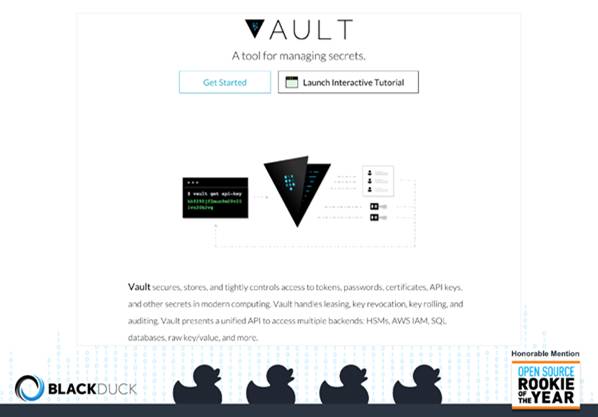 VAULT
A tool for managing secrets.
Get Started
Launch Interactive Tutorial
$ vault get api-key
Vault secures, stores, and tightly controls access to tokens, passwords, certificates, API keys,
and other secrets in modern computing. Vault handles leasing, key revocation, key rolling, and
auditing. Vault presents a unified API to access multiple backends: HSMs, AWS IAM, SQL
databases, raw key/value, and more.
Honorable Mention
OPEN SOURCE
ROOKIE
OF THE YEAR
BLACKDUCK